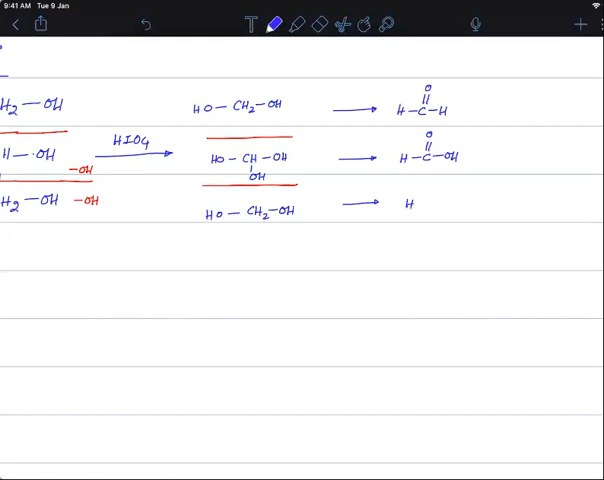 9:41 AM Tue 9 Jan
H₂—OH
HO—CH₂—OH → H—C—H
O
HIO₄
H—OH
HO—CH—OH → H—C—OH
OH
O
—OH
H₂—OH —OH
HO—CH₂—OH → H